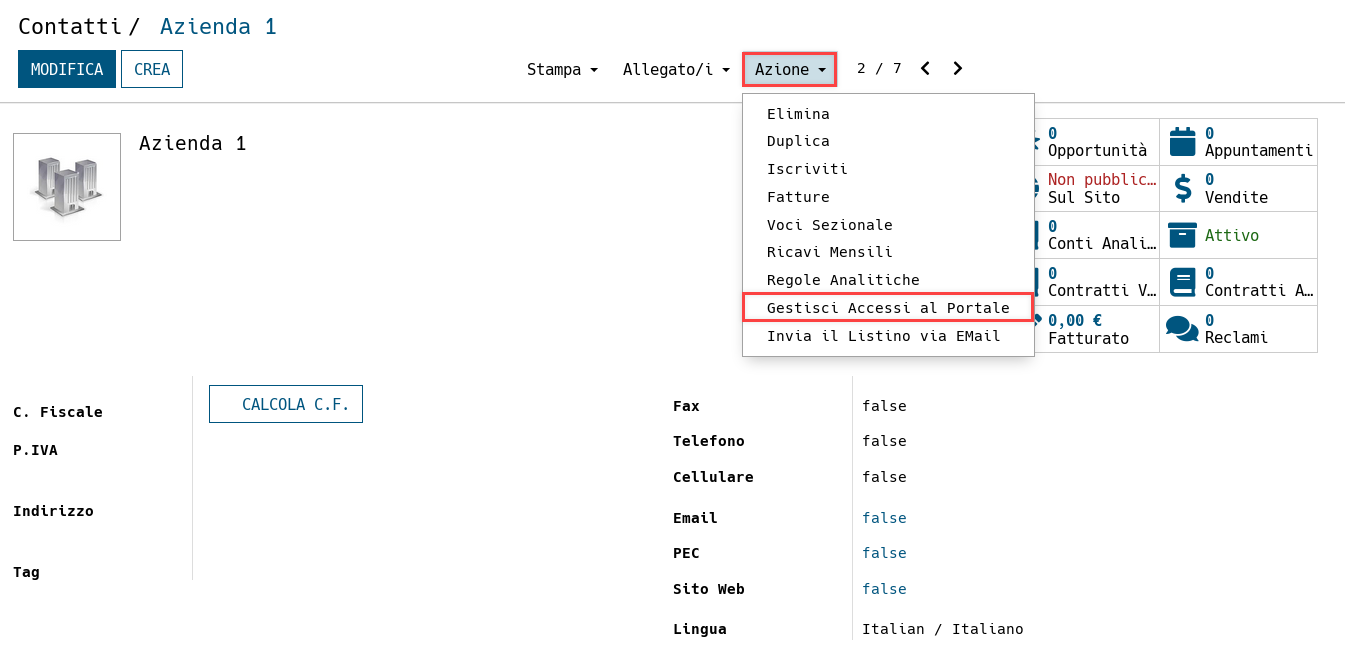 Contatti / Azienda 1
MODIFICA CREA Stampa Allegato/i Azione 2 / 7
Elimina
Duplica
Iscriviti
Fatture
Voci Sezionale
Ricavi Mensili
Regole Analitiche
Gestisci Accessi al Portale
Invia il Listino via EMail
Azienda 1
0
Opportunità
0
Appuntamenti
Non pubblic…
Sul Sito
0
Vendite
0
Conti Anali…
Attivo
0
Contratti V…
0
Contratti A…
0,00 €
Fatturato
0
Reclami
C. Fiscale CALCOLA C.F.
P.IVA
Indirizzo
Tag
Fax false
Telefono false
Cellulare false
Email false
PEC false
Sito Web false
Lingua Italian / Italiano